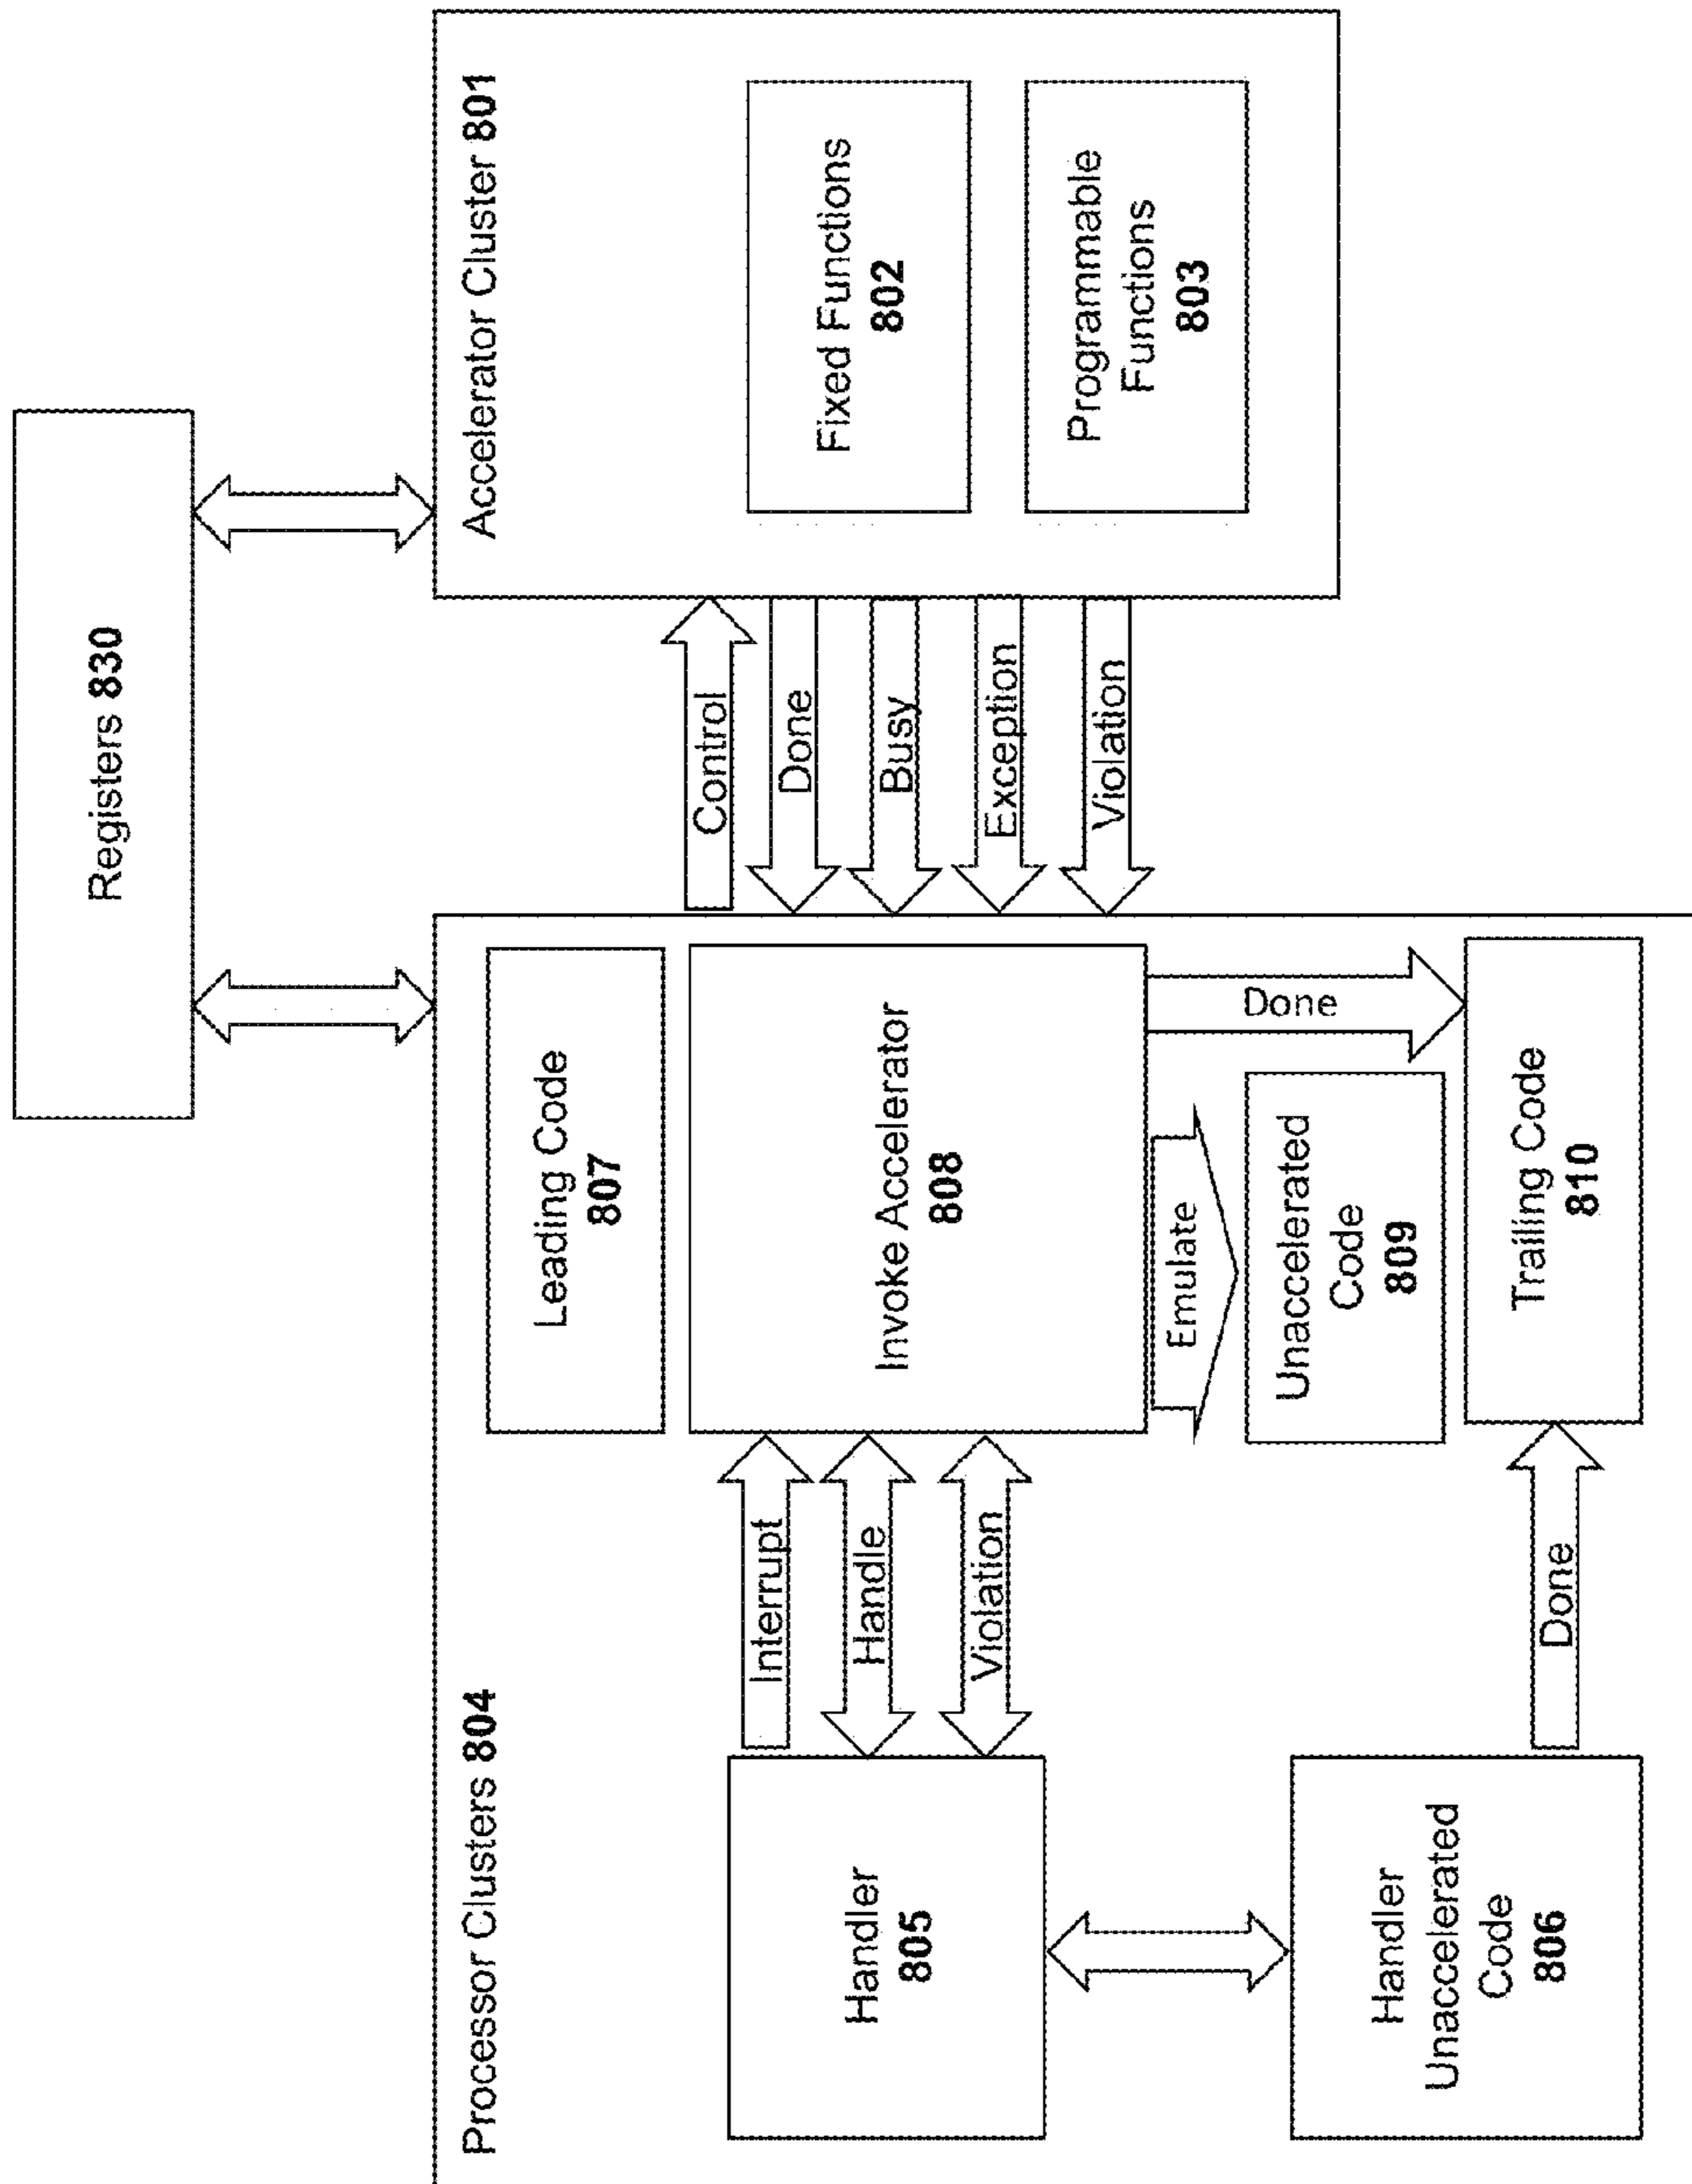 Registers 830
Processor Clusters 804
Accelerator Cluster 801
Leading Code
807
Invoke Accelerator
808
Handler
805
Interrupt
Handle
Violation
Control
Done
Busy
Exception
Violation
Fixed Functions
802
Programmable
Functions
803
Emulate
Done
Unaccelerated
Code
809
Handler
Unaccelerated
Code
806
Done
Trailing Code
810